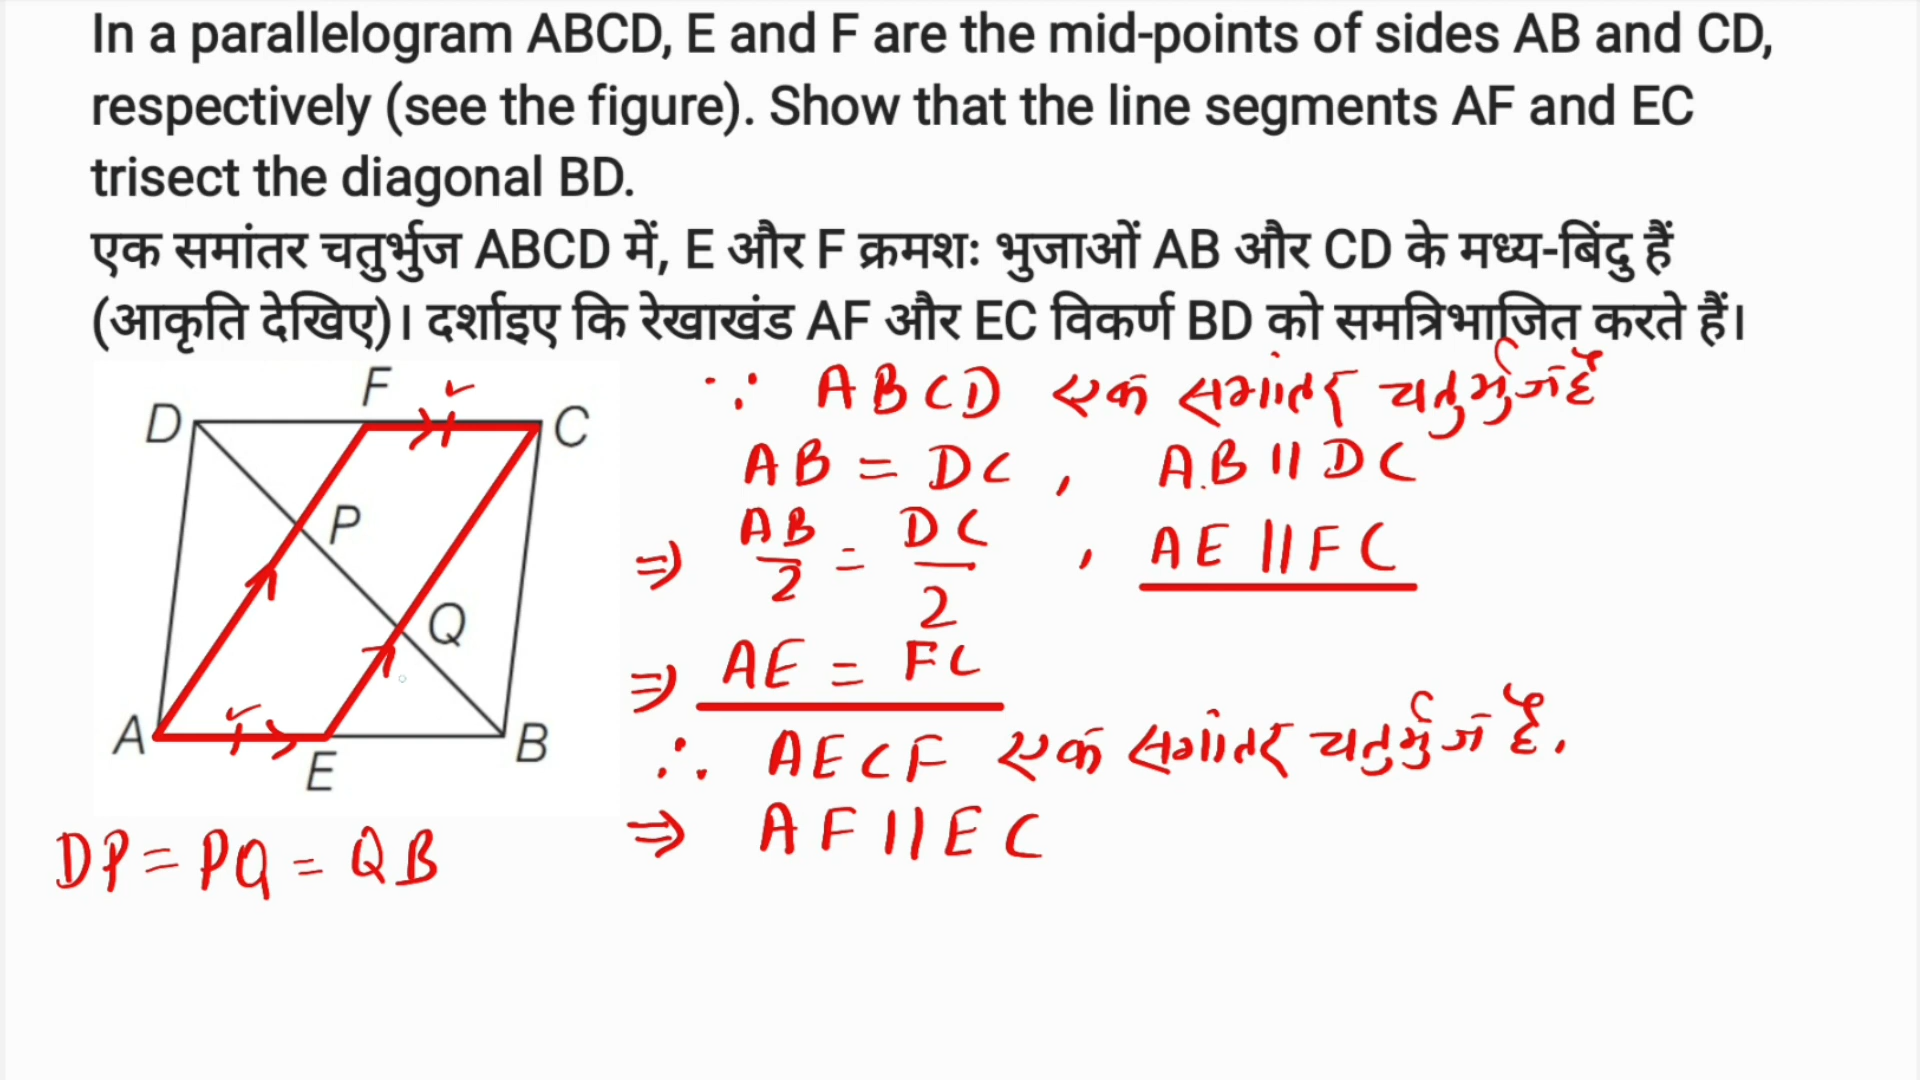 In a parallelogram ABCD, E and F are the mid-points of sides AB and CD,
respectively (see the figure). Show that the line segments AF and EC
trisect the diagonal BD.
एक समांतर चतुर्भुज ABCD में, E और F क्रमशः भुजाओं AB और CD के मध्य-बिंदु हैं
(आकृति देखिए)। दर्शाइए कि रेखाखंड AF और EC विकर्ण BD को समत्रिभाजित करते हैं।
D F C
P
Q
A E B
DP = PQ = QB
∵ ABCD एक समांतर चतुर्भुज है
AB = DC , AB || DC
⇒ AB/2 = DC/2 , AE || FC
⇒ AE = FC
∴ AECF एक समांतर चतुर्भुज है.
⇒ AF || EC